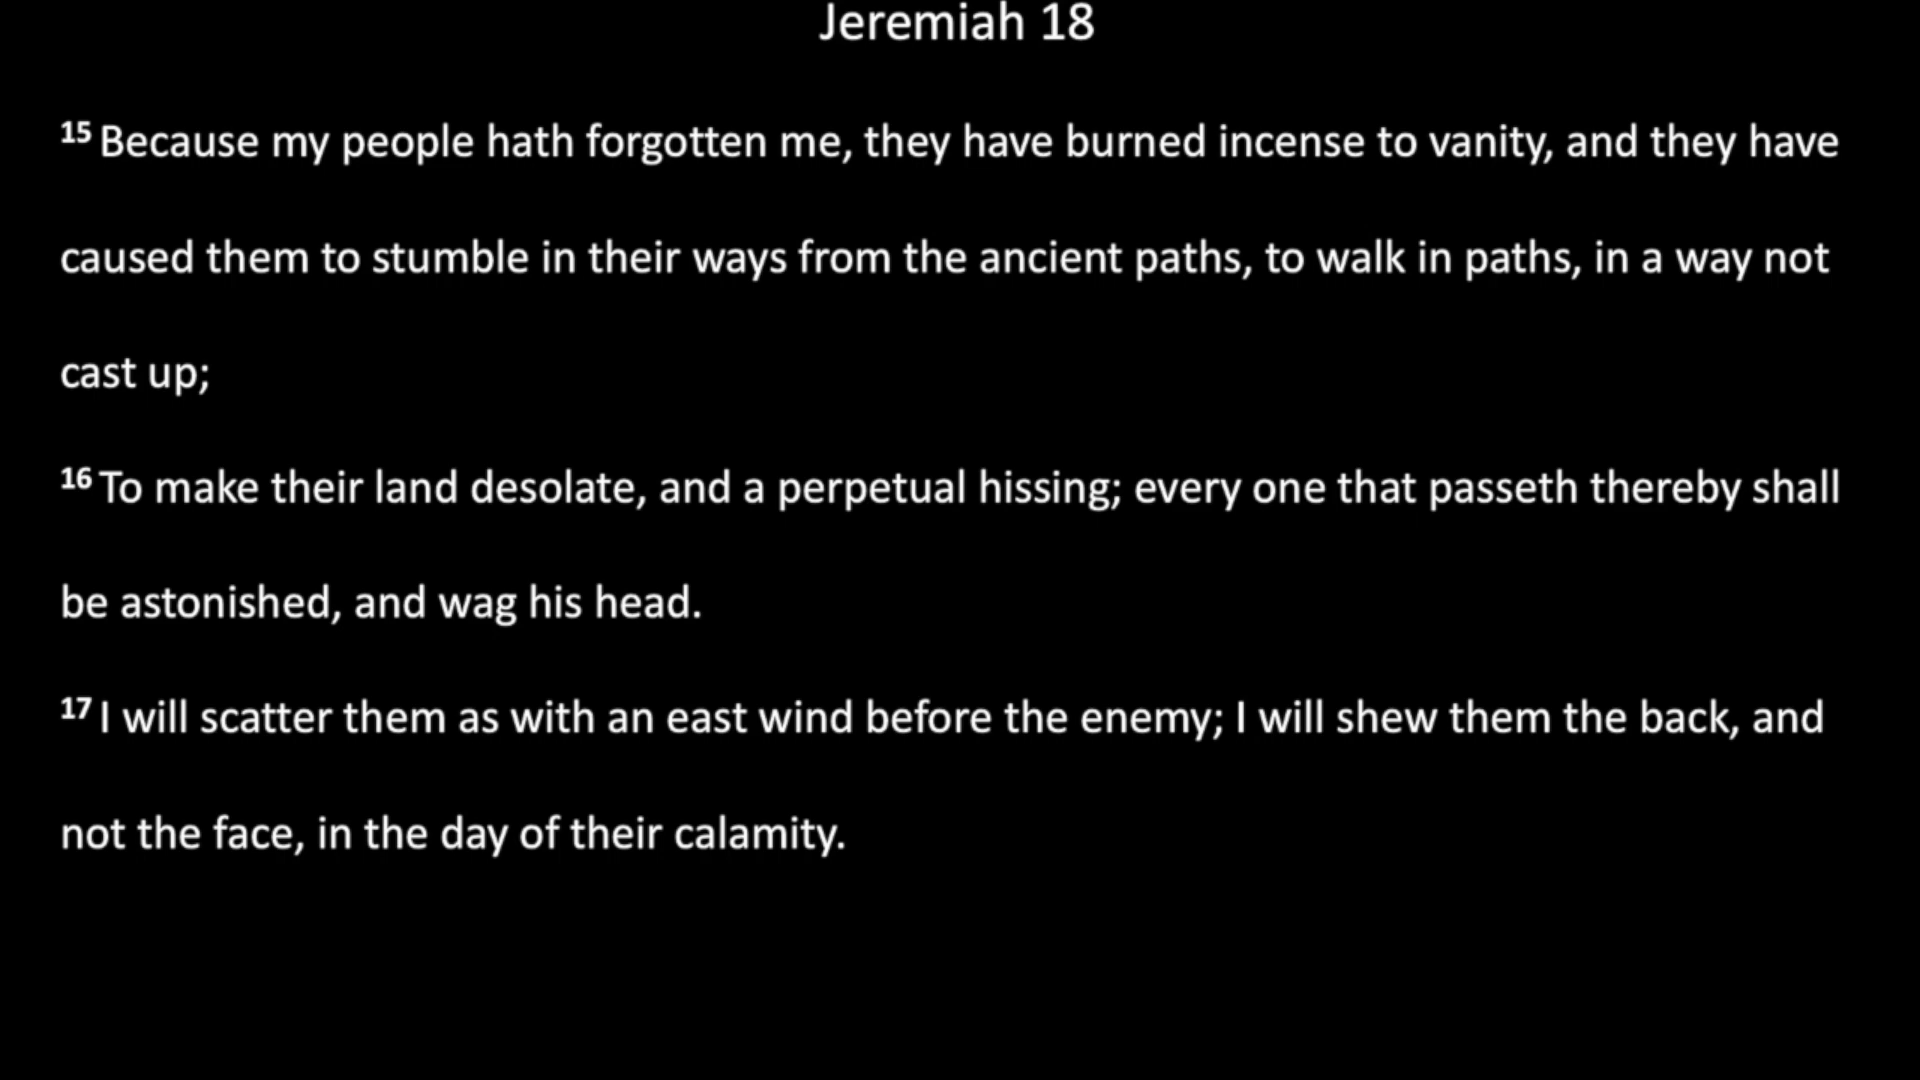 Jeremiah 18
15 Because my people hath forgotten me, they have burned incense to vanity, and they have
caused them to stumble in their ways from the ancient paths, to walk in paths, in a way not
cast up;
16 To make their land desolate, and a perpetual hissing; every one that passeth thereby shall
be astonished, and wag his head.
17 I will scatter them as with an east wind before the enemy; I will shew them the back, and
not the face, in the day of their calamity.